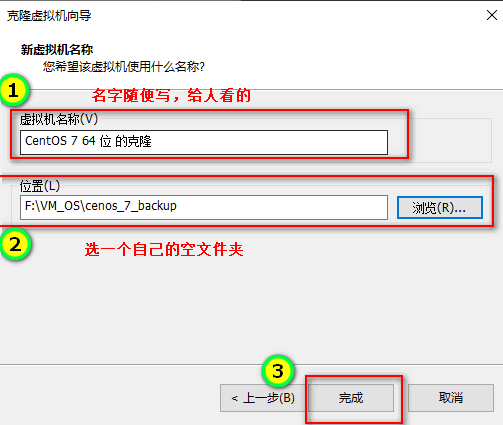 克隆虚拟机向导
新虚拟机名称
您希望该虚拟机使用什么名称?
1
名字随便写，给人看的
虚拟机名称(V)
CentOS 7 64 位 的克隆
位置(L)
F:\VM_OS\cenos_7_backup
浏览(R)...
2
选一个自己的空文件夹
3
< 上一步(B)
完成
取消